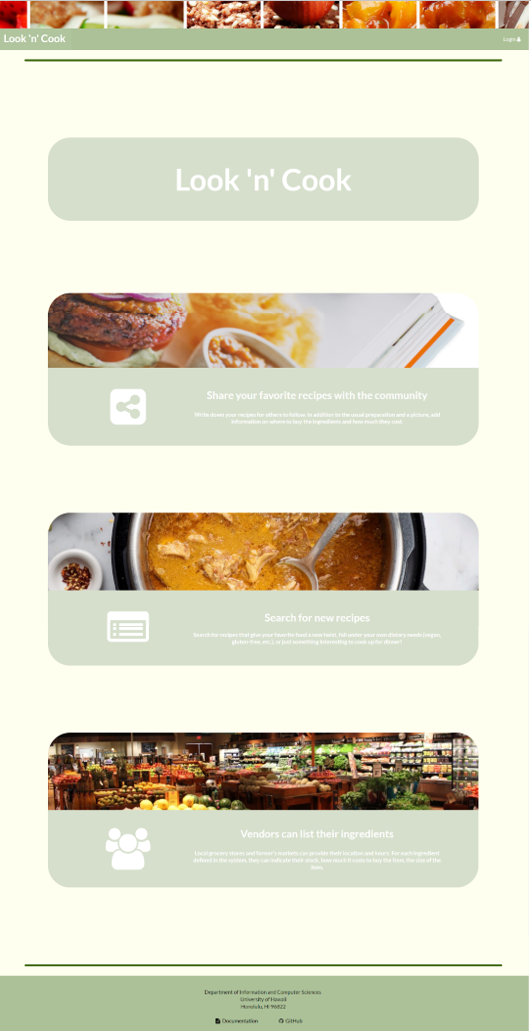 Look 'n' Cook
Login
Look 'n' Cook
Share your favorite recipes with the community
Write down your recipes for others to follow. In addition to the usual preparation and a picture, add
information on where to buy the ingredients and how much they cost.
Search for new recipes
Search for recipes that give your favorite food a new twist, fall under your own dietary needs (vegan,
gluten-free, etc.), or just something interesting to cook up for dinner!
Vendors can list their ingredients
Local grocery stores and farmer's markets can provide their location and hours. For each ingredient
in the system, they can indicate their stock, how much it costs to buy the item, the size of the
item.
Department of Information and Computer Sciences
University of Hawaii
Honolulu, HI 96822
Documentation GitHub